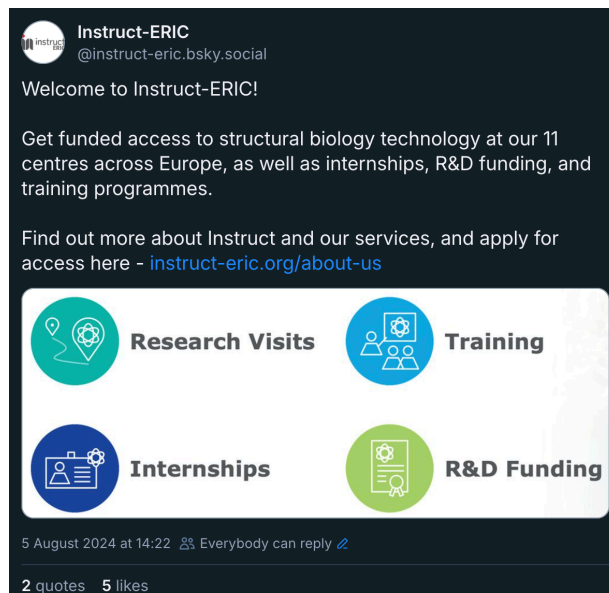 instruct
ERIC
Instruct-ERIC
@instruct-eric.bsky.social
Welcome to Instruct-ERIC!
Get funded access to structural biology technology at our 11
centres across Europe, as well as internships, R&D funding, and
training programmes.
Find out more about Instruct and our services, and apply for
access here - instruct-eric.org/about-us
Research Visits
Training
Internships
R&D Funding
5 August 2024 at 14:22 Everybody can reply
2 quotes 5 likes